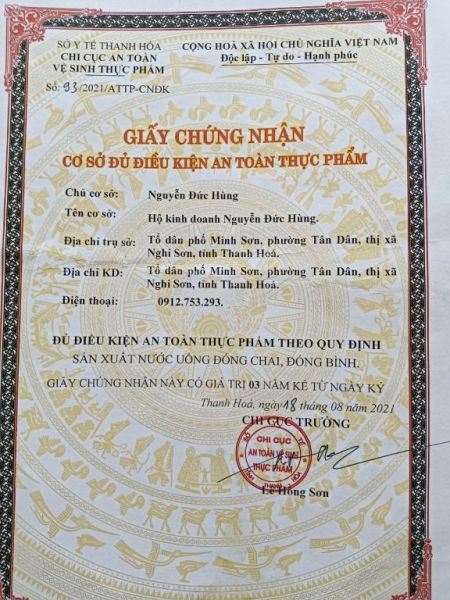 SỞ Y TẾ THANH HÓA
CHI CỤC AN TOÀN
VỆ SINH THỰC PHẨM
Số: 93/2021/ATTP-CNĐK
CỘNG HOÀ XÃ HỘI CHỦ NGHĨA VIỆT NAM
Độc lập - Tự do - Hạnh phúc
GIẤY CHỨNG NHẬN
CƠ SỞ ĐỦ ĐIỀU KIỆN AN TOÀN THỰC PHẨM
Chủ cơ sở: Nguyễn Đức Hùng
Tên cơ sở: Hộ kinh doanh Nguyễn Đức Hùng.
Địa chỉ trụ sở: Tổ dân phố Minh Sơn, phường Tân Dân, thị xã
Nghi Sơn, tỉnh Thanh Hoá.
Địa chỉ KD: Tổ dân phố Minh Sơn, phường Tân Dân, thị xã
Nghi Sơn, tỉnh Thanh Hoá.
Điện thoại: 0912.753.293.
ĐỦ ĐIỀU KIỆN AN TOÀN THỰC PHẨM THEO QUY ĐỊNH
SẢN XUẤT NƯỚC UỐNG ĐÓNG CHAI, ĐÓNG BÌNH.
GIẤY CHỨNG NHẬN NÀY CÓ GIÁ TRỊ 03 NĂM KỂ TỪ NGÀY KÝ
Thanh Hoá, ngày 18 tháng 08 năm 2021
CHI CỤC TRƯỞNG
CHI CỤC
AN TOÀN VỆ SINH
THỰC PHẨM
Lê Hồng Sơn